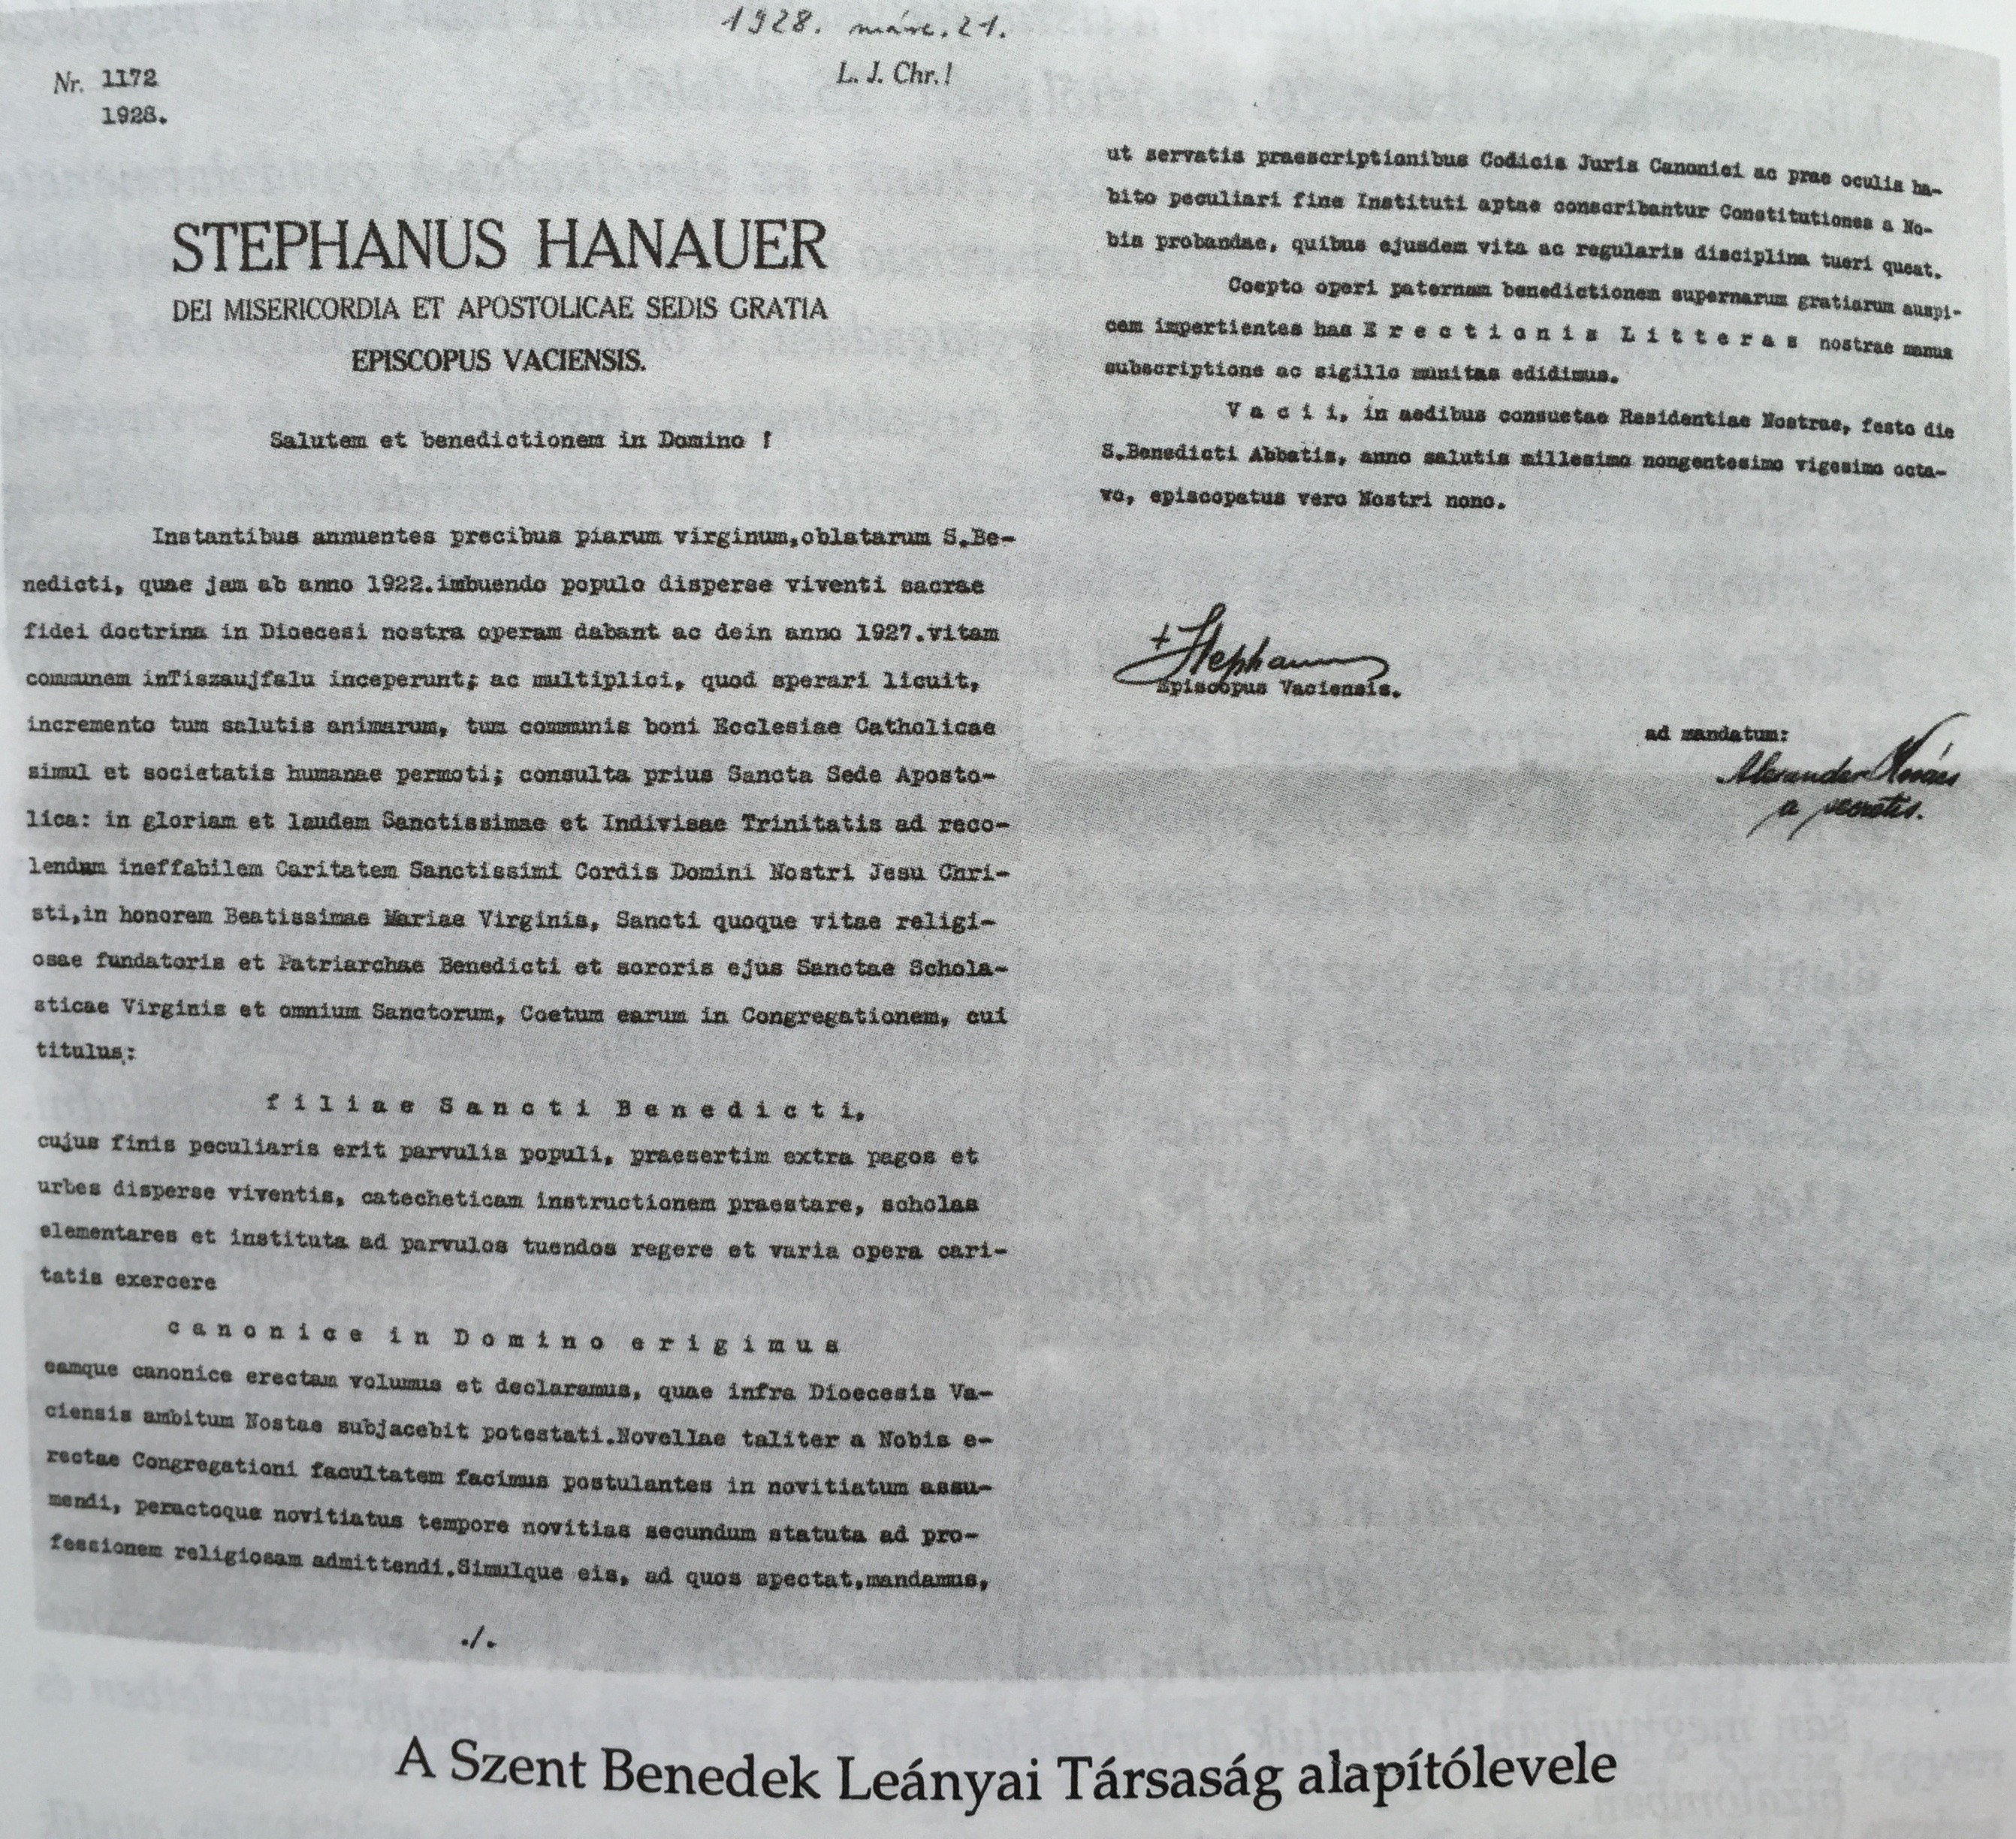 1928. márc. 21.
L. J. Chr.!
Nr. 1172
1928.
STEPHANUS HANAUER
DEI MISERICORDIA ET APOSTOLICAE SEDIS GRATIA
EPISCOPUS VACIENSIS.
Salutem et benedictionem in Domino !
Instantibus annuentes precibus piarum virginum,oblatarum S.Be-
nedicti, quae jam ab anno 1922.imbuendo populo disperse viventi sacrae
fidei doctrina in Dioecesi nostra operam dabant ac dein anno 1927.vitam
communem inTiszaujfalu inceperunt; ac multiplici, quod sperari licuit,
incremento tum salutis animarum, tum communis boni Ecclesiae Catholicae
simul et societatis humanae permoti; consulta prius Sancta Sede Aposto-
lica: in gloriam et laudem Sanctissimae et Indivisae Trinitatis ad reco-
lendam ineffabilem Caritatem Sanctissimi Cordis Domini Nostri Jesu Chri-
sti,in honorem Beatissimae Mariae Virginis, Sancti quoque vitae religi-
osae fundatoris et Patriarchae Benedicti et sororis ejus Sanctae Schola-
sticae Virginis et omnium Sanctorum, Coetum earum in Congregationem, cui
titulus:
filiae Sancti Benedicti,
cujus finis peculiaris erit parvulis populi, praesertim extra pagos et
urbes disperse viventis, catecheticam instructionem praestare, scholas
elementares et instituta ad parvulos tuendos regere et varia opera cari-
tatis exercere
canonice in Domino erigimus
eamque canonice erectam volumus et declaramus, quae infra Dioecesis Va-
ciensis ambitum Nostae subjacebit potestati.Novellae taliter a Nobis e-
rectae Congregationi facultatem facimus postulantes in novitiatum assu-
mendi, peractoque novitiatus tempore novitias secundum statuta ad pro-
fessionem religiosam admittendi.Simulque eis, ad quos spectat,mandamus,
./.
ut servatis praescriptionibus Codicis Juris Canonici ac prae oculis ha-
bito peculiari fine Instituti aptae conscribantur Constitutiones a No-
bis probandae, quibus ejusdem vita ac regularis disciplina tueri queat.
Coepto operi paternam benedictionem supernarum gratiarum auspi-
cem impertientes has Erectionis Litteras nostrae manus
subscriptione ac sigillo munitas edidimus.
Vacii, in aedibus consuetae Residentiae Nostrae, festo die
S.Benedicti Abbatis, anno salutis millesimo nongentesimo vigesimo octa-
vo, episcopatus vero Nostri nono.
+Stephanus
Episcopus Vaciensis.
ad mandatum:
Alexander Kovács
a secretis.
A Szent Benedek Leányai Társaság alapítólevele